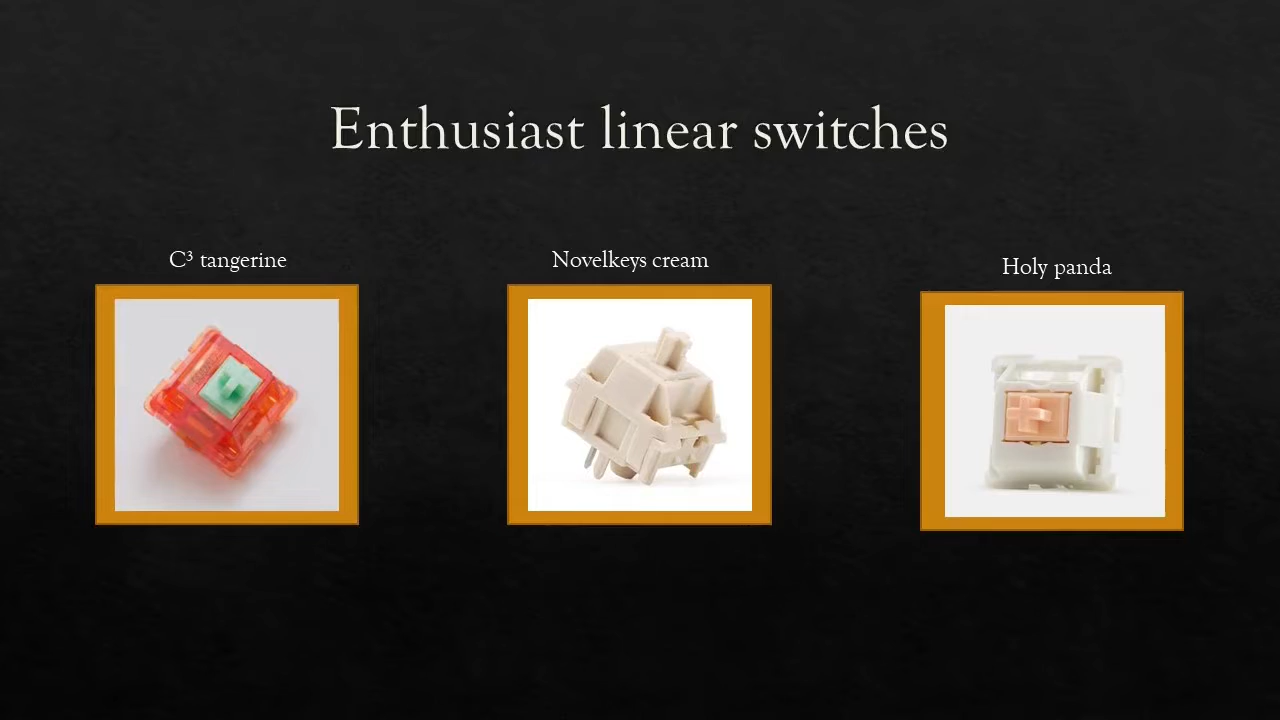 Enthusiast linear switches
C³ tangerine
Novelkeys cream
Holy panda